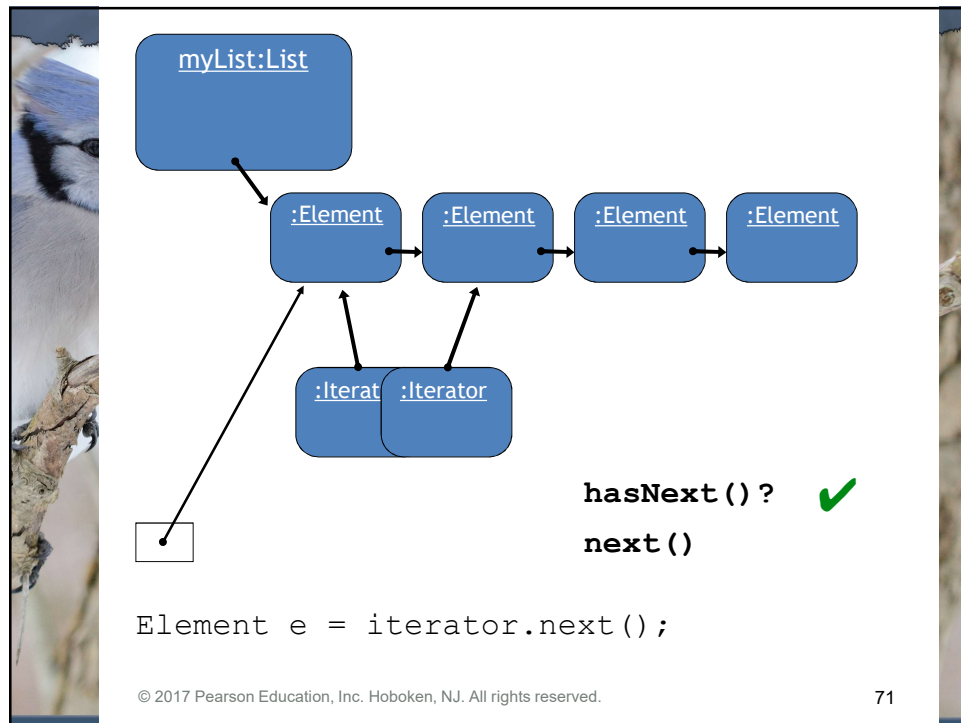 myList:List
:Element :Element :Element :Element
:Iterat :Iterator
hasNext()? ✔
next()
Element e = iterator.next();
© 2017 Pearson Education, Inc. Hoboken, NJ. All rights reserved. 71